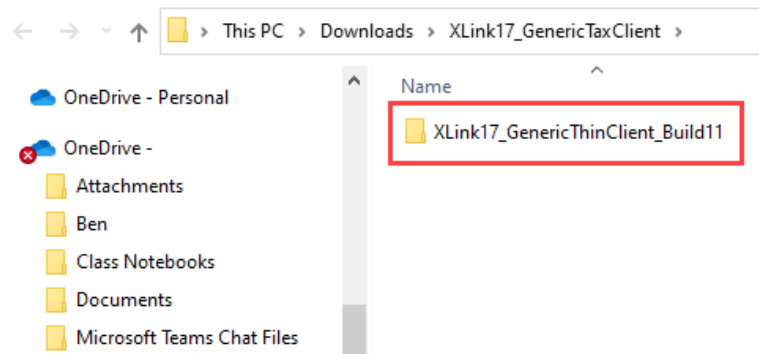 This PC > Downloads > XLink17_GenericTaxClient >
OneDrive - Personal
OneDrive -
Attachments
Ben
Class Notebooks
Documents
Microsoft Teams Chat Files
Name
XLink17_GenericThinClient_Build11